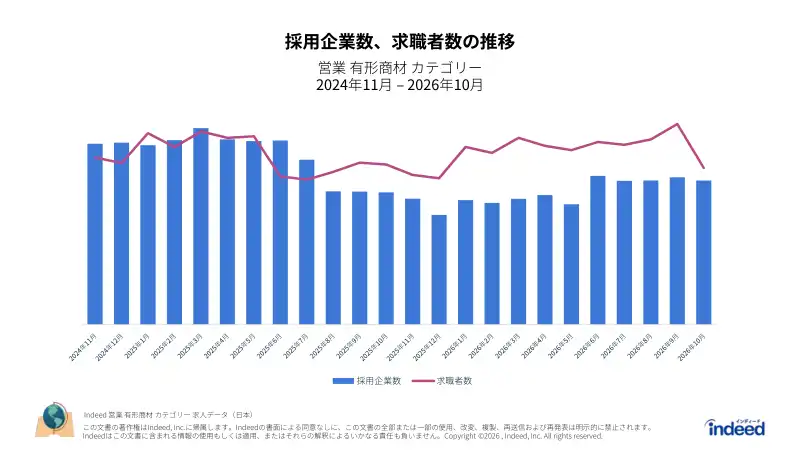 採用企業数、求職者数の推移
営業 有形商材 カテゴリー
2024年11月 – 2026年10月
2024年11月
2024年12月
2025年1月
2025年2月
2025年3月
2025年4月
2025年5月
2025年6月
2025年7月
2025年8月
2025年9月
2025年10月
2025年11月
2025年12月
2026年1月
2026年2月
2026年3月
2026年4月
2026年5月
2026年6月
2026年7月
2026年8月
2026年9月
2026年10月
採用企業数 求職者数
Indeed 営業 有形商材 カテゴリー 求人データ（日本）
この文書の著作権はIndeed, Inc.に帰属します。Indeedの書面による同意なしに、この文書の全部または一部の使用、改変、複製、再送信および再発表は明示的に禁止されます。
Indeedはこの文書に含まれる情報の使用もしくは適用、またはそれらの解釈によるいかなる責任も負いません。Copyright ©2026 , Indeed, Inc. All rights reserved.
インディード
indeed